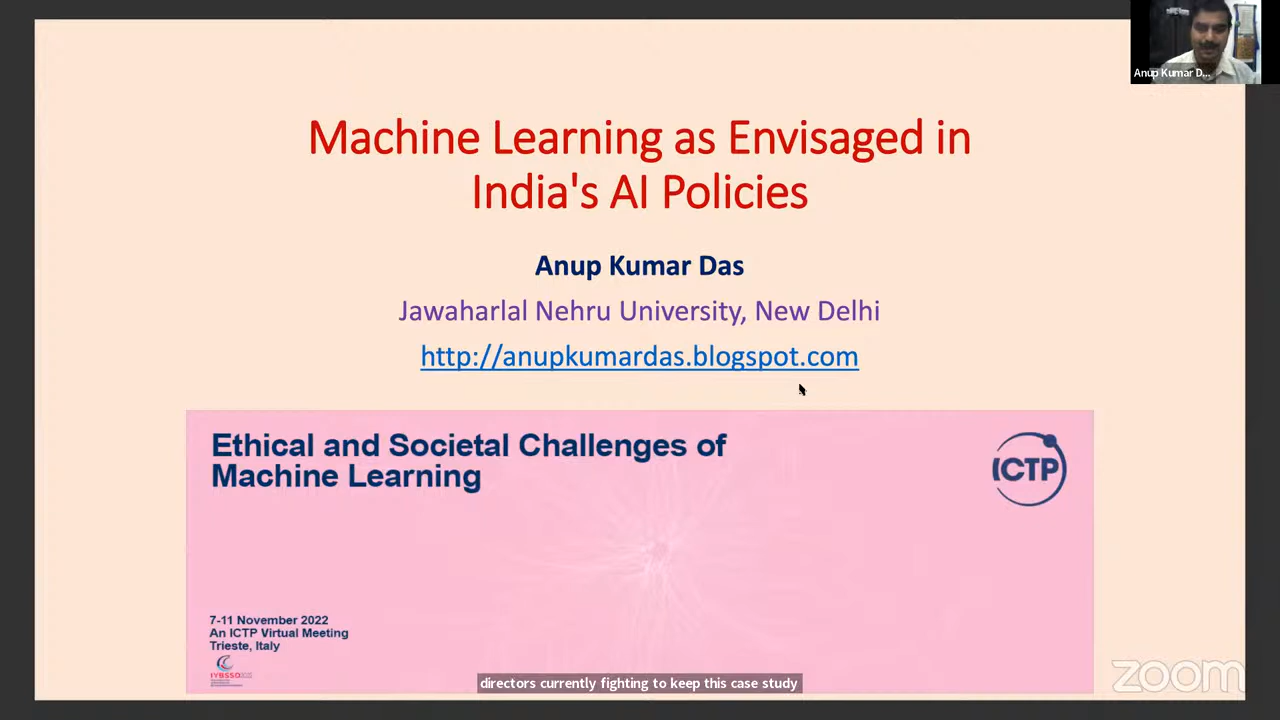 Anup Kumar D...
Machine Learning as Envisaged in
India's AI Policies
Anup Kumar Das
Jawaharlal Nehru University, New Delhi
http://anupkumardas.blogspot.com
Ethical and Societal Challenges of
Machine Learning
ICTP
7-11 November 2022
An ICTP Virtual Meeting
Trieste, Italy
IYBSSD2022
directors currently fighting to keep this case study
zoom